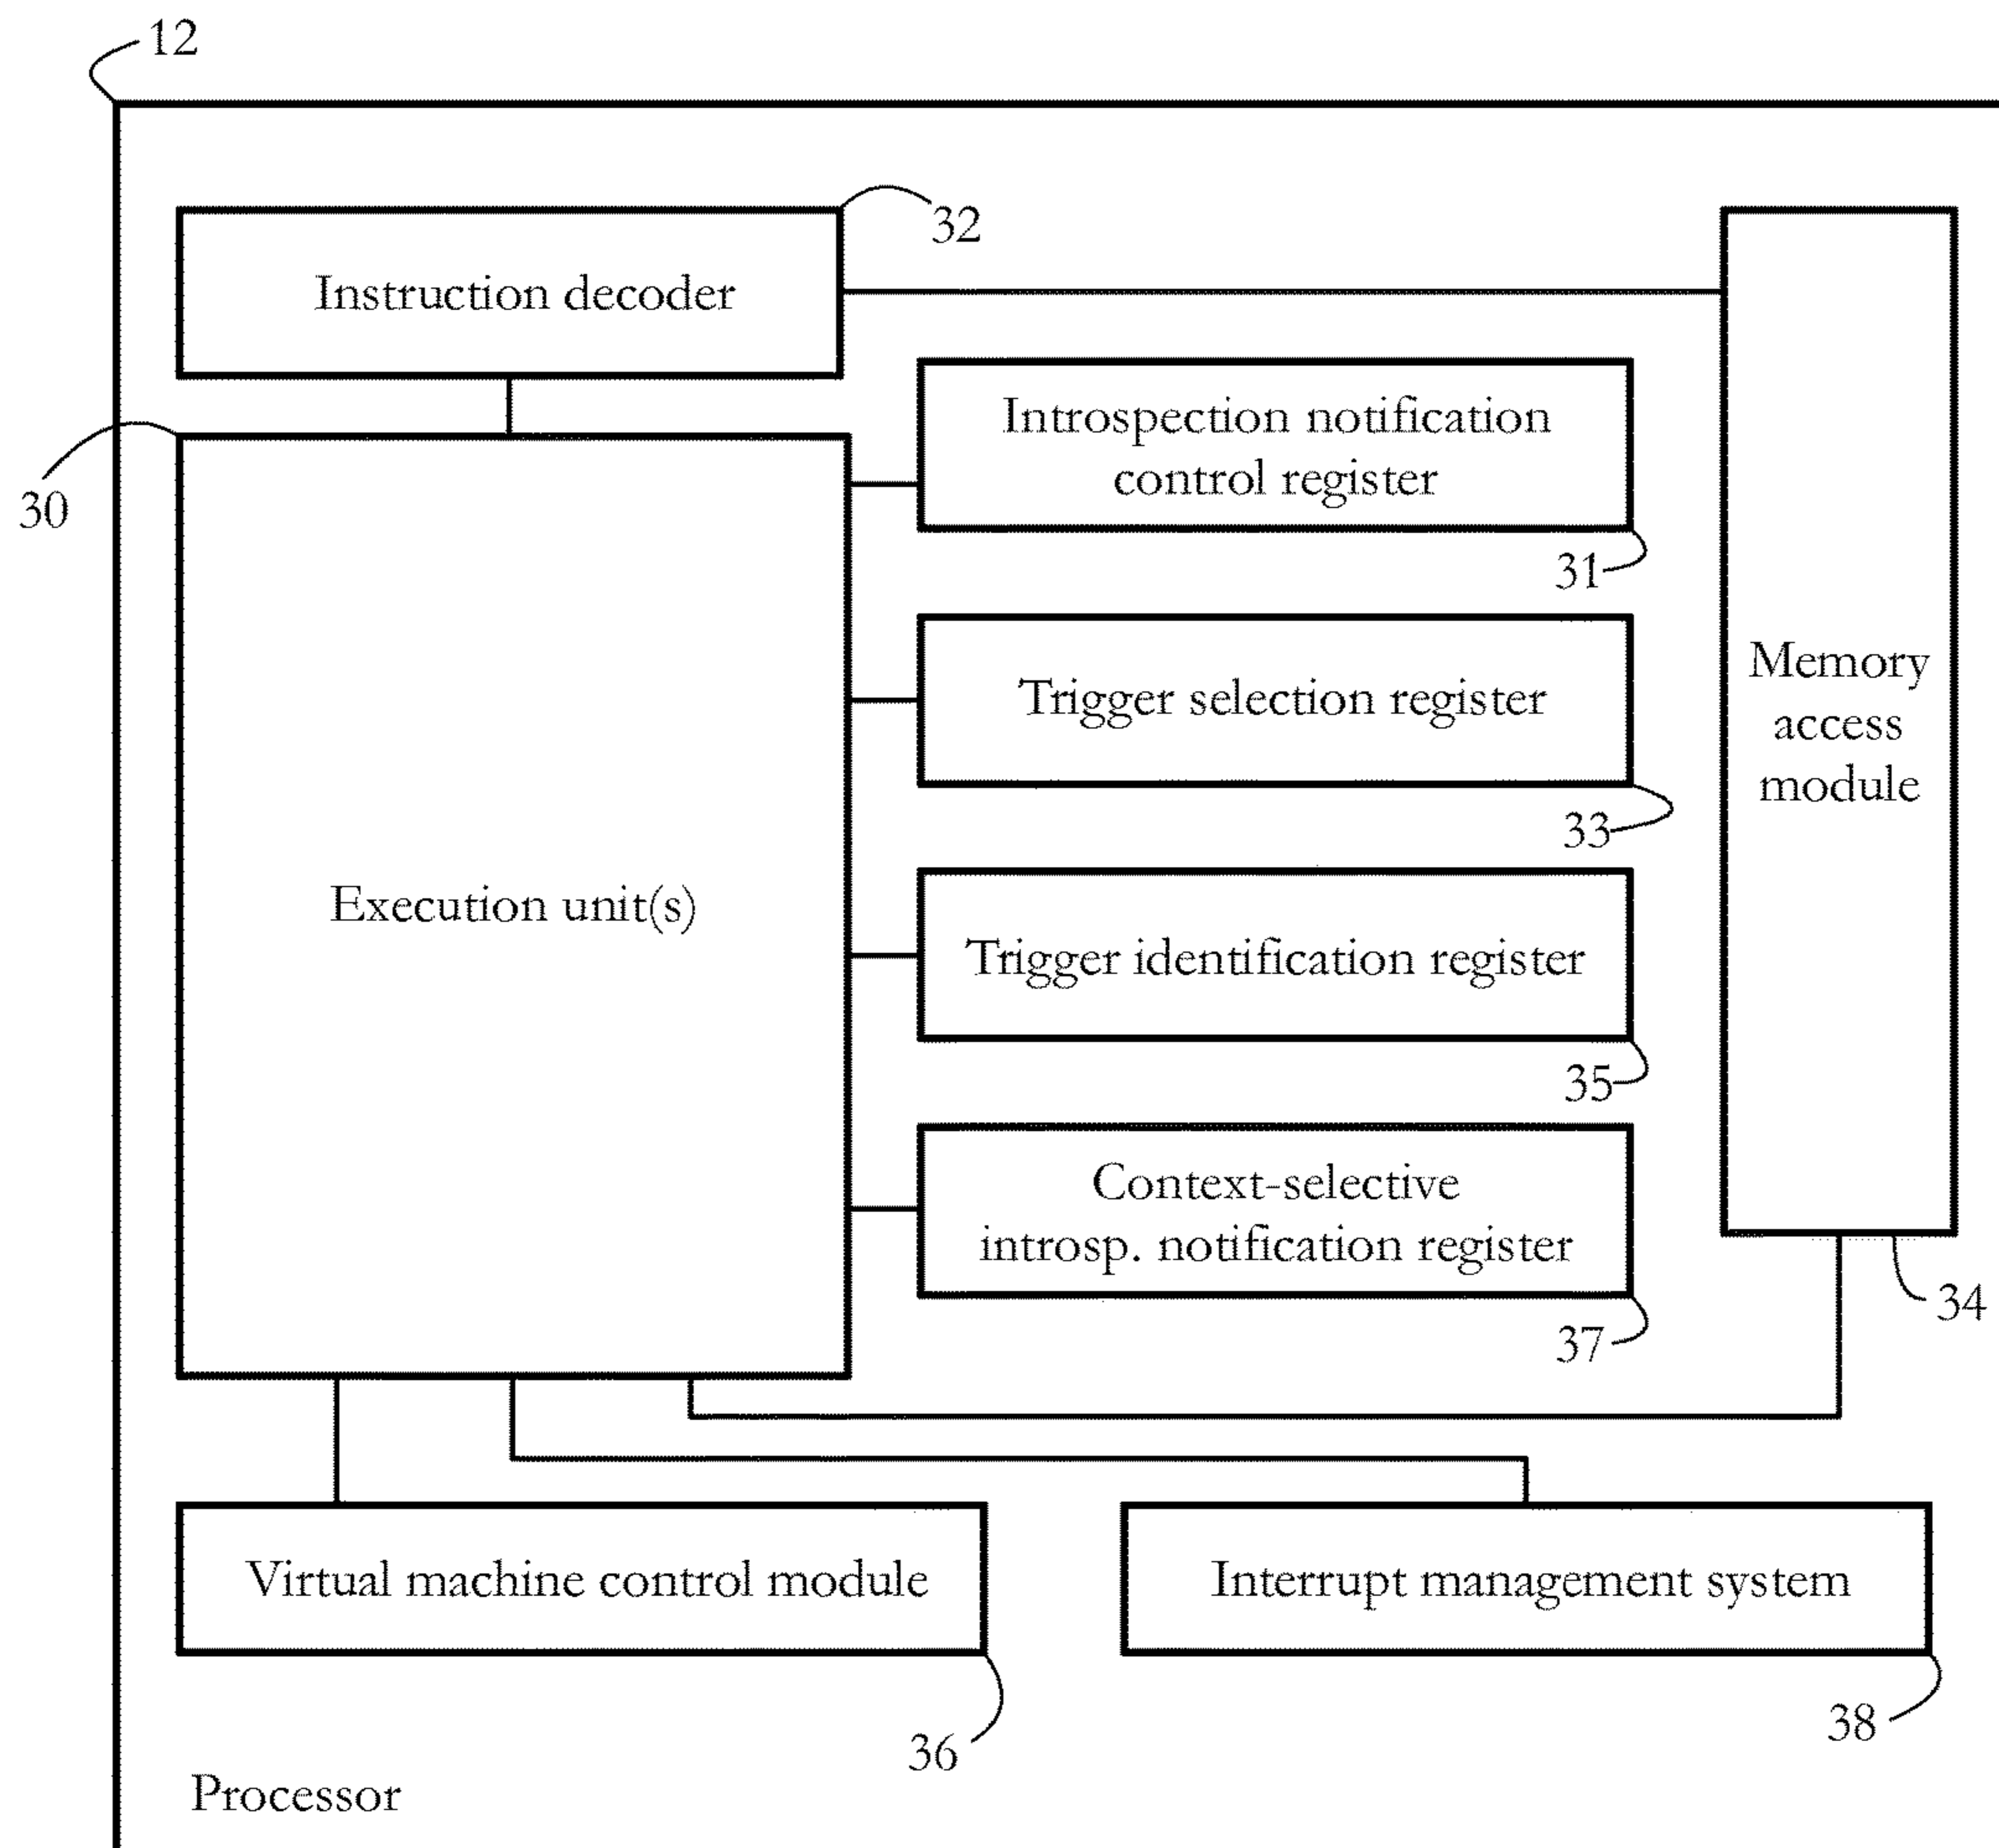 12
32
Instruction decoder
Introspection notification
control register
30
31
Memory
access
module
Trigger selection register
33
Execution unit(s)
Trigger identification register
35
Context-selective
introsp. notification register
34
37
Virtual machine control module
Interrupt management system
36
38
Processor